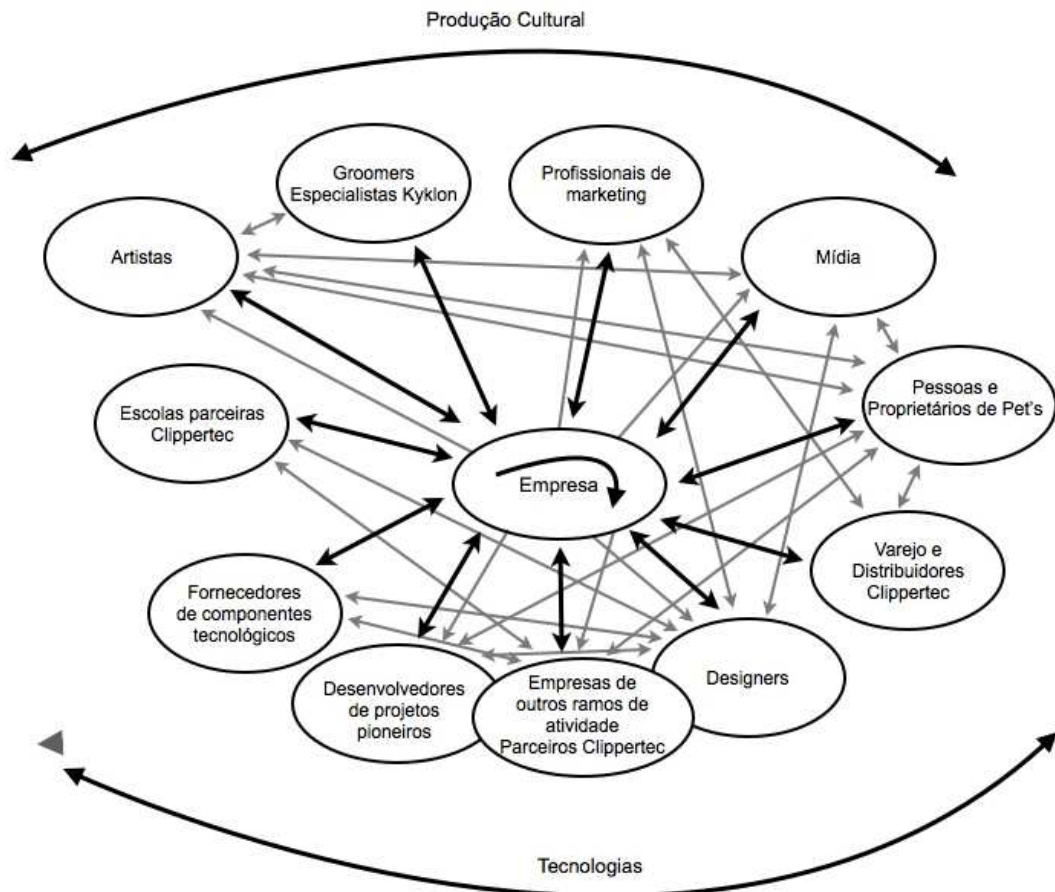 Produção Cultural
Groomers
Especialistas Kyklon
Profissionais de
marketing
Artistas
Mídia
Escolas parceiras
Clippertec
Pessoas e
Proprietários de Pet's
Empresa
Fornecedores
de componentes
tecnológicos
Varejo e
Distribuidores
Clippertec
Desenvolvedores
de projetos
pioneiros
Empresas de
outros ramos de
atividade
Parceiros Clippertec
Designers
Tecnologias